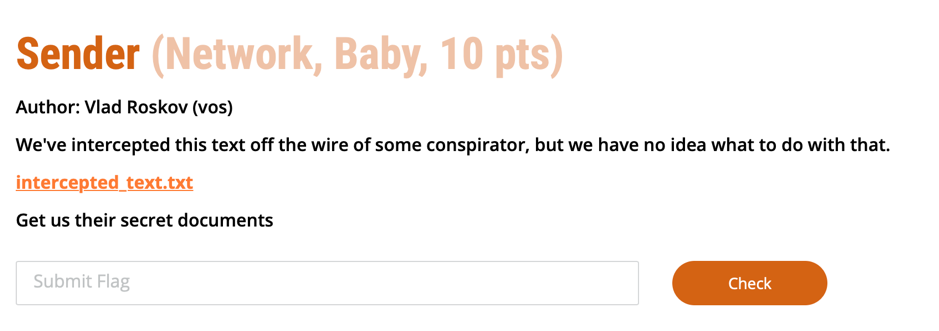 Sender (Network, Baby, 10 pts)
Author: Vlad Roskov (vos)
We've intercepted this text off the wire of some conspirator, but we have no idea what to do with that.
intercepted_text.txt
Get us their secret documents
Submit Flag
Check